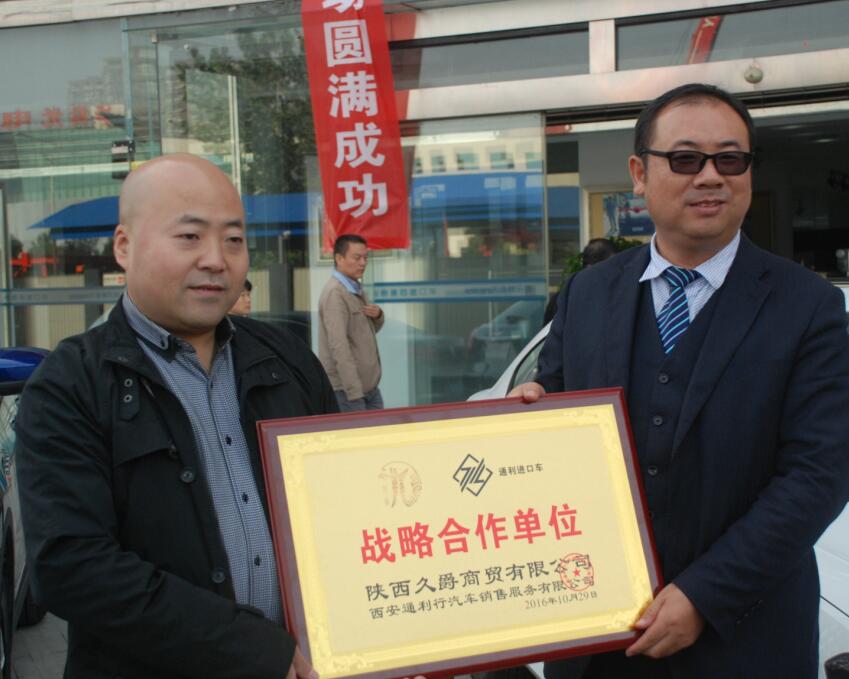 圆满成功
通利进口车
战略合作单位
陕西久爵商贸有限公司
西安通利行汽车销售服务有限公司
2016年10月29日